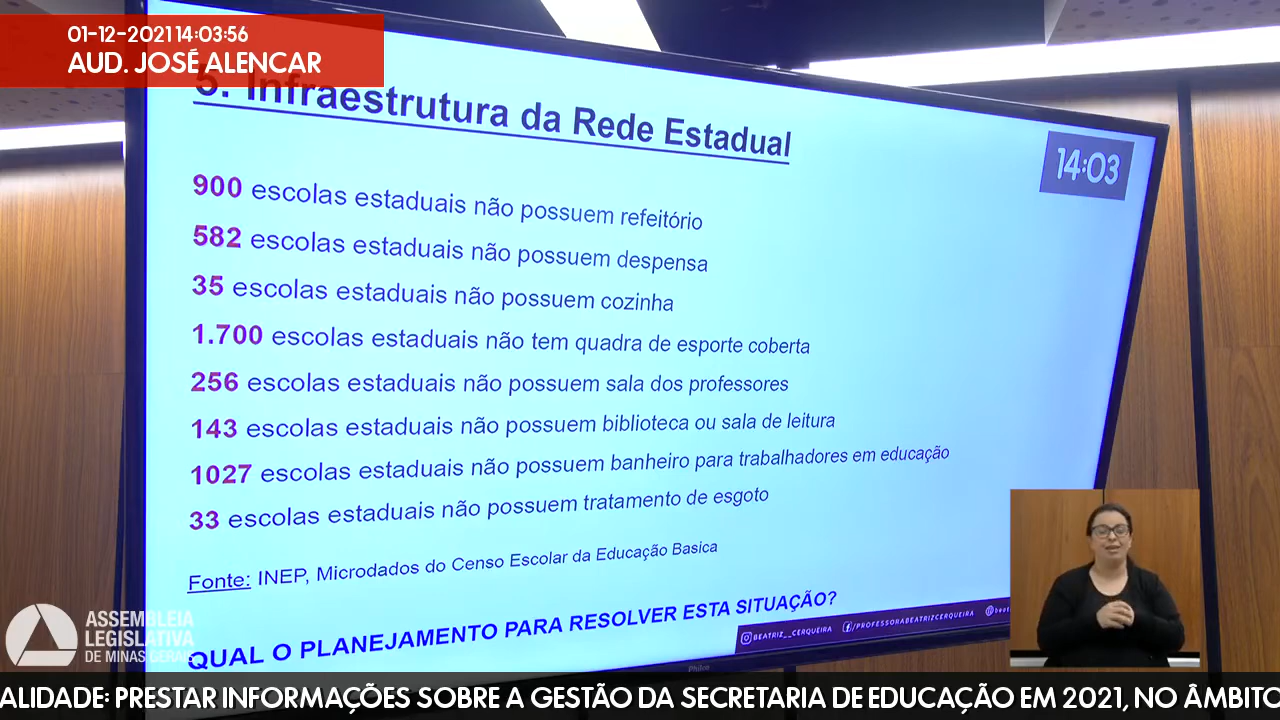 01-12-2021 14:03:56
AUD. JOSÉ ALENCAR
5. Infraestrutura da Rede Estadual
14:03
900 escolas estaduais não possuem refeitório
582 escolas estaduais não possuem despensa
35 escolas estaduais não possuem cozinha
1.700 escolas estaduais não tem quadra de esporte coberta
256 escolas estaduais não possuem sala dos professores
143 escolas estaduais não possuem biblioteca ou sala de leitura
1027 escolas estaduais não possuem banheiro para trabalhadores em educação
33 escolas estaduais não possuem tratamento de esgoto
Fonte: INEP, Microdados do Censo Escolar da Educação Basica
QUAL O PLANEJAMENTO PARA RESOLVER ESTA SITUAÇÃO?
BEATRIZ__CERQUEIRA /PROFESSORABEATRIZCERQUEIRA
Philco
ASSEMBLEIA
LEGISLATIVA
DE MINAS GERAIS
ALIDADE: PRESTAR INFORMAÇÕES SOBRE A GESTÃO DA SECRETARIA DE EDUCAÇÃO EM 2021, NO ÂMBITO